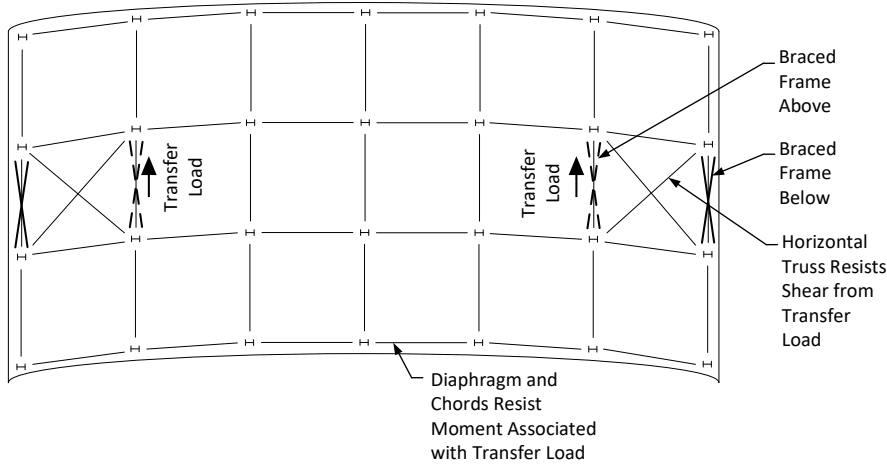 Braced
Frame
Above
Transfer
Load
Transfer
Load
Braced
Frame
Below
Horizontal
Truss Resists
Shear from
Transfer
Load
Diaphragm and
Chords Resist
Moment Associated
with Transfer Load